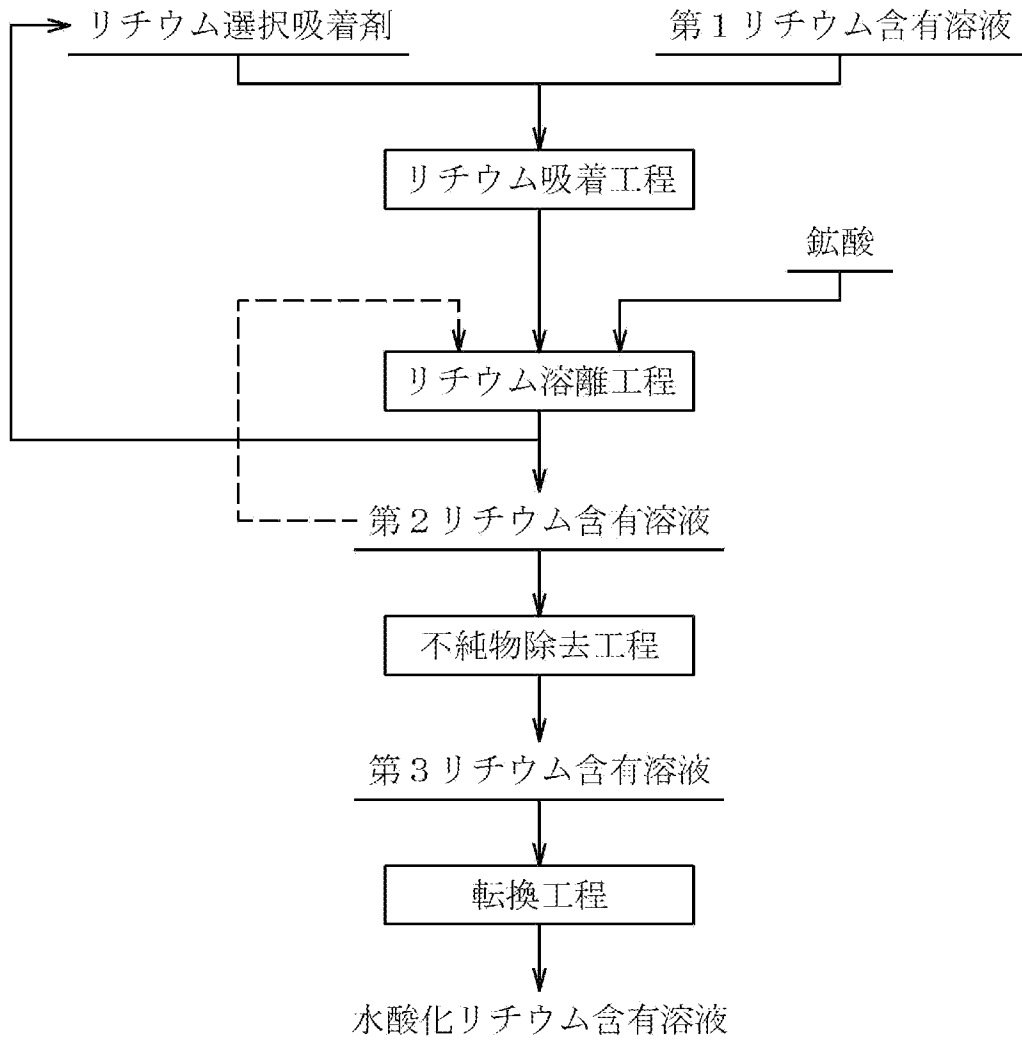 リチウム選択吸着剤
第1リチウム含有溶液
リチウム吸着工程
鉱酸
リチウム溶離工程
第2リチウム含有溶液
不純物除去工程
第3リチウム含有溶液
転換工程
水酸化リチウム含有溶液